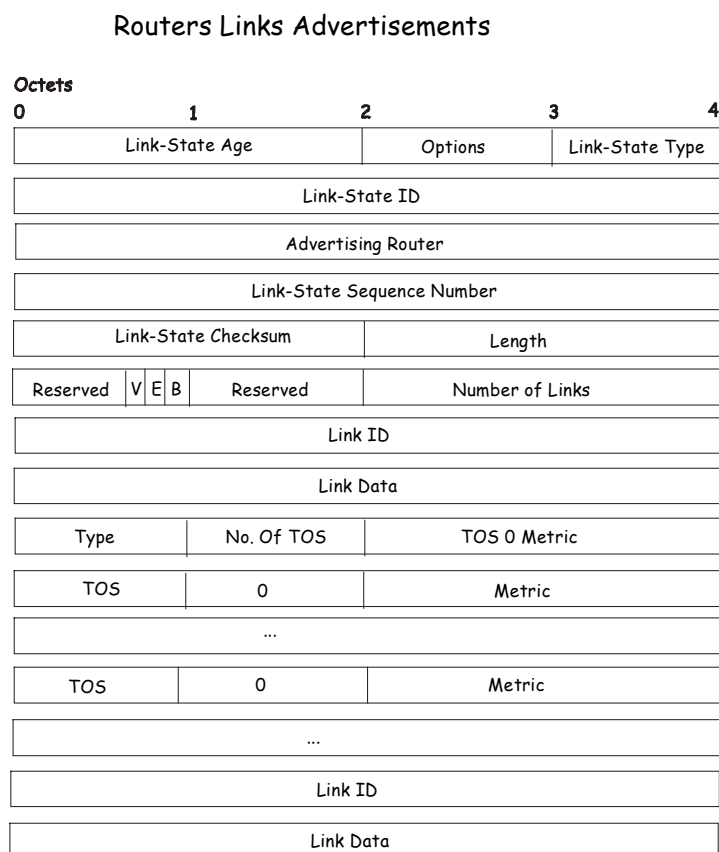 Routers Links Advertisements
Octets
0 1 2 3 4
Link-State Age Options Link-State Type
Link-State ID
Advertising Router
Link-State Sequence Number
Link-State Checksum Length
Reserved V E B Reserved Number of Links
Link ID
Link Data
Type No. Of TOS TOS 0 Metric
TOS 0 Metric
...
TOS 0 Metric
...
Link ID
Link Data